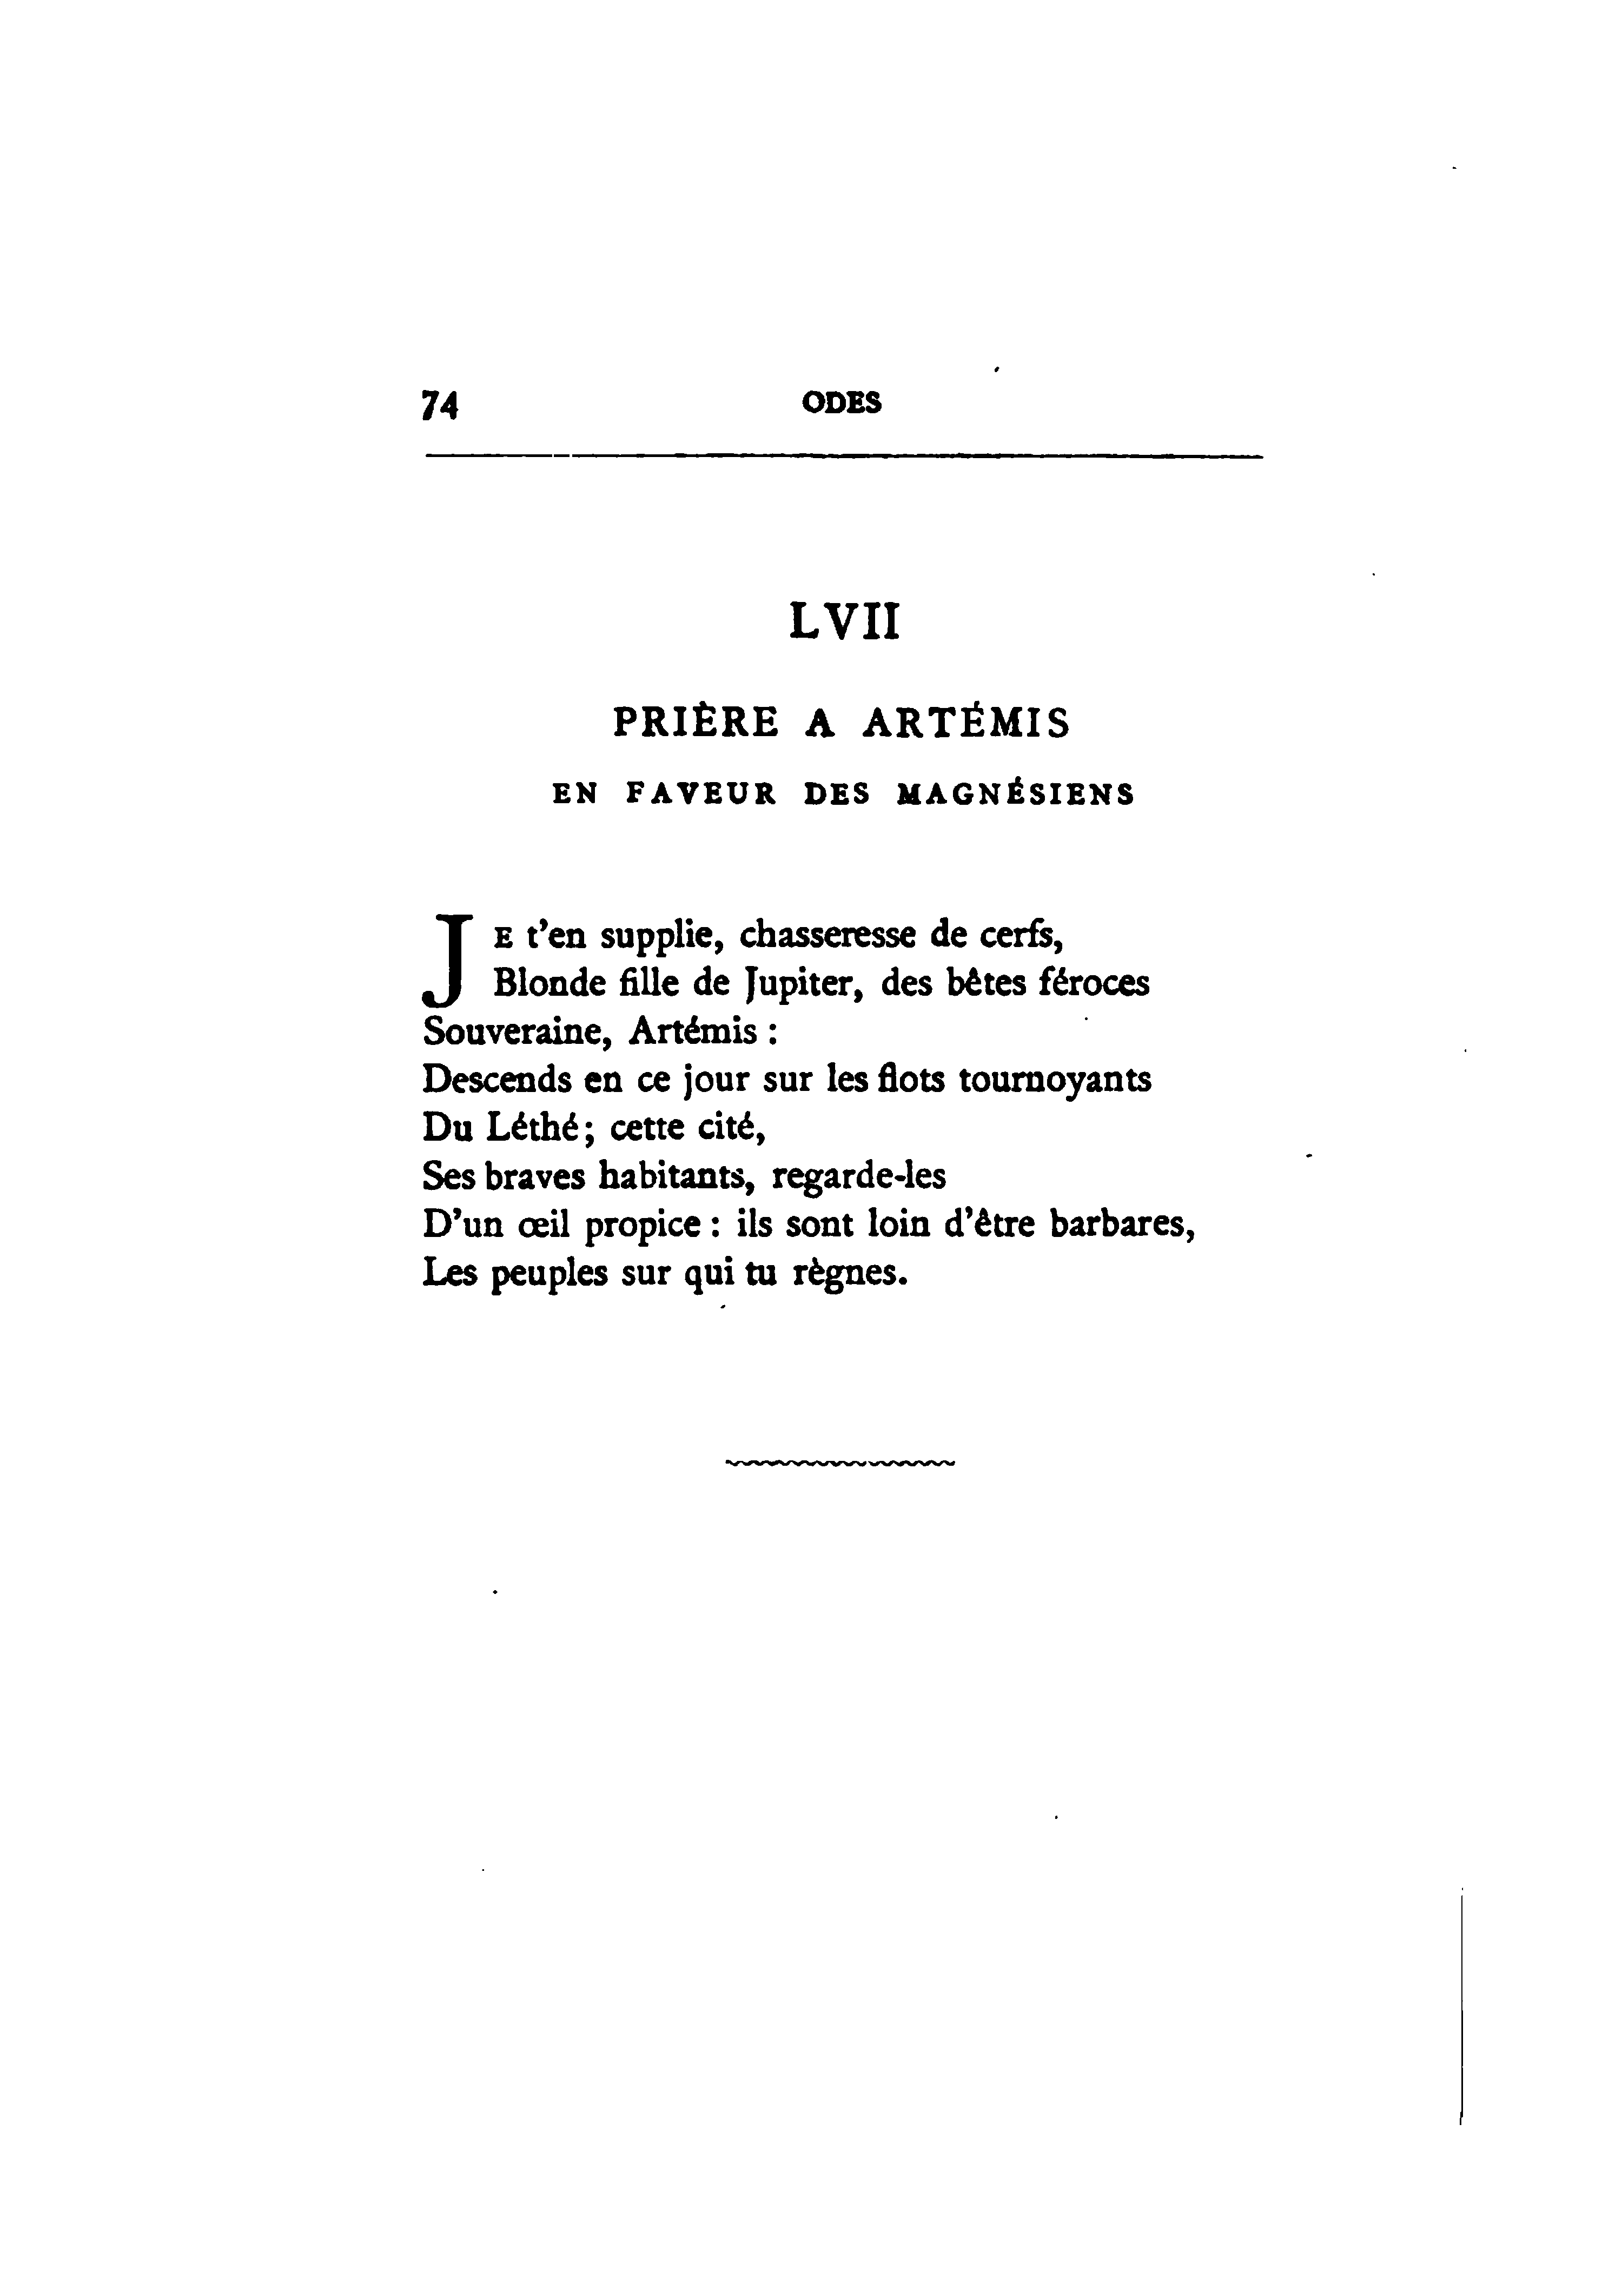 74 ODES
LVII
PRIÈRE A ARTÉMIS
EN FAVEUR DES MAGNÉSIENS
JE t'en supplie, chasseresse de cerfs,
Blonde fille de Jupiter, des bêtes féroces
Souveraine, Artémis :
Descends en ce jour sur les flots tournoyants
Du Léthé; cette cité,
Ses braves habitants, regarde-les
D'un œil propice : ils sont loin d'être barbares,
Les peuples sur qui tu règnes.